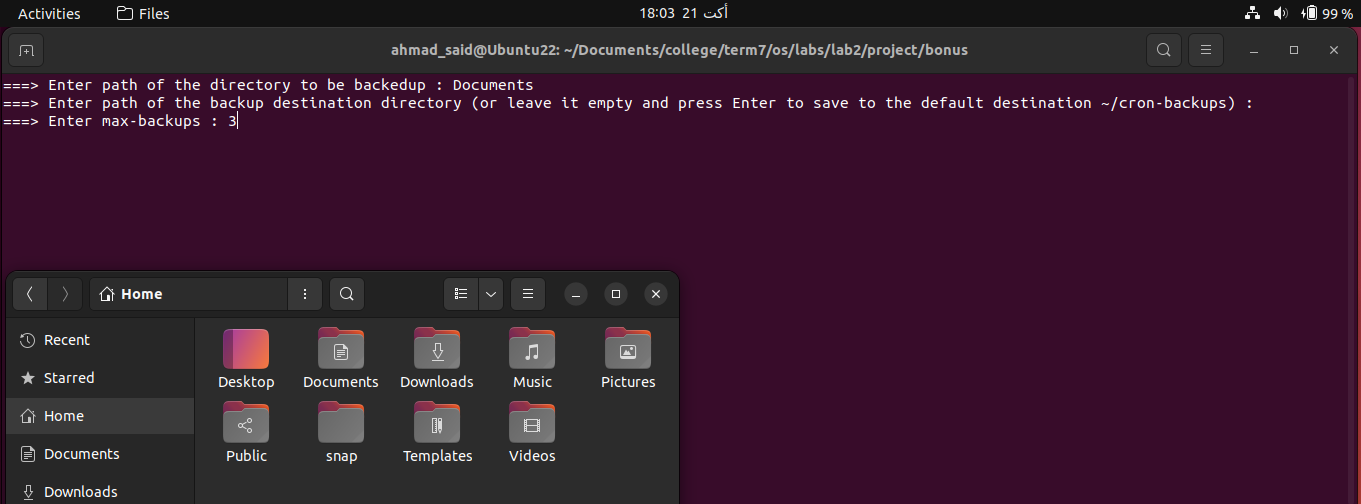 Activities Files 18:03 21 أكت 99 %
ahmad_said@Ubuntu22: ~/Documents/college/term7/os/labs/lab2/project/bonus
===> Enter path of the directory to be backedup : Documents
===> Enter path of the backup destination directory (or leave it empty and press Enter to save to the default destination ~/cron-backups) :
===> Enter max-backups : 3
Home
Recent
Starred
Home
Documents
Downloads
Desktop Documents Downloads Music Pictures
Public snap Templates Videos